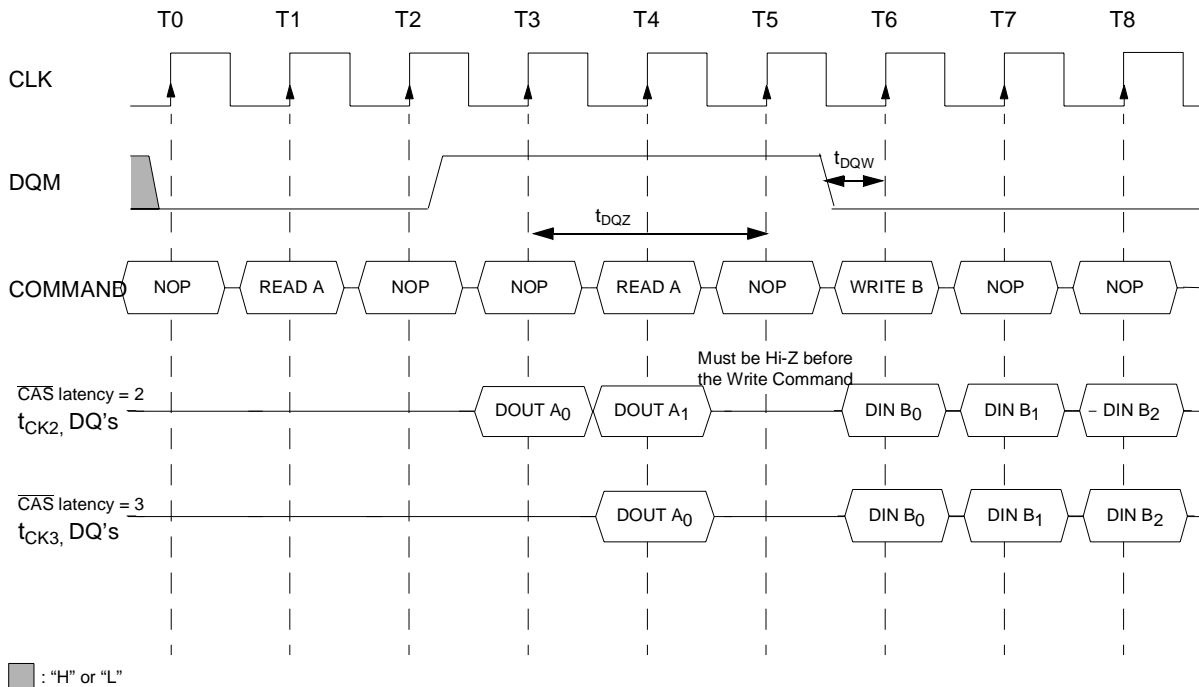 T0 T1 T2 T3 T4 T5 T6 T7 T8
CLK
DQM
tDQW
tDQZ
COMMAND NOP READ A NOP NOP READ A NOP WRITE B NOP NOP
Must be Hi-Z before
the Write Command
CAS latency = 2
tCK2, DQ's
DOUT A0 DOUT A1 DIN B0 DIN B1 DIN B2
CAS latency = 3
tCK3, DQ's
DOUT A0 DIN B0 DIN B1 DIN B2
: “H” or “L”